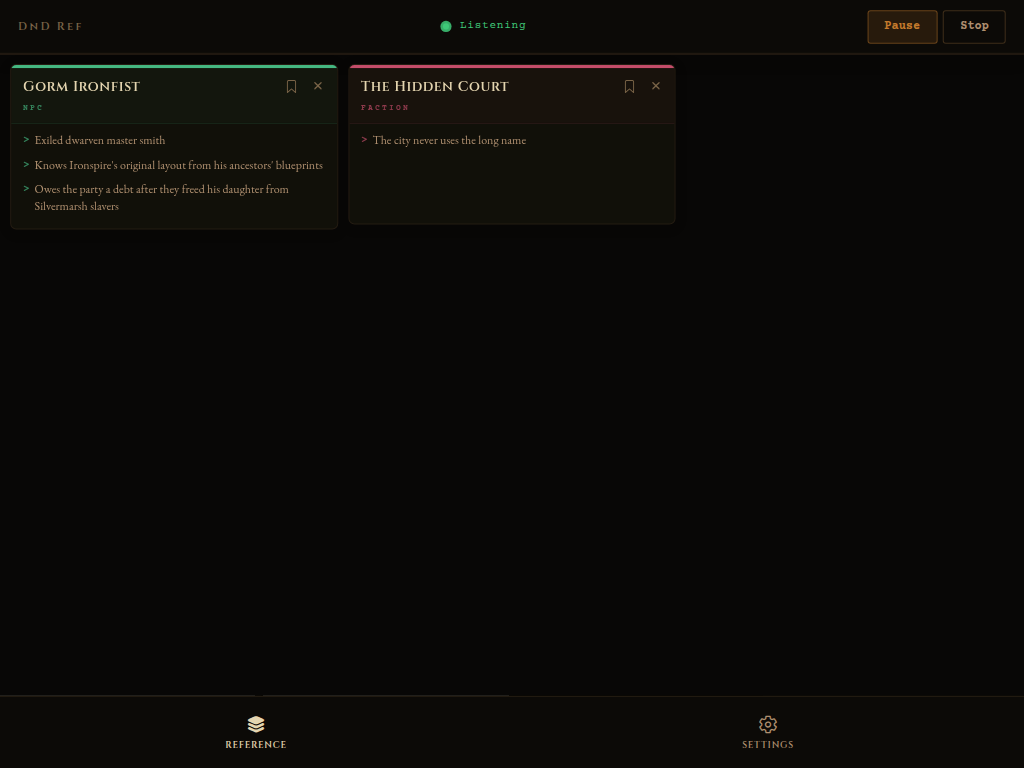 DnD Ref
Listening
Pause
Stop
Gorm Ironfist
NPC
> Exiled dwarven master smith
> Knows Ironspire's original layout from his ancestors' blueprints
> Owes the party a debt after they freed his daughter from
Silvermarsh slavers
The Hidden Court
FACTION
> The city never uses the long name
REFERENCE
SETTINGS